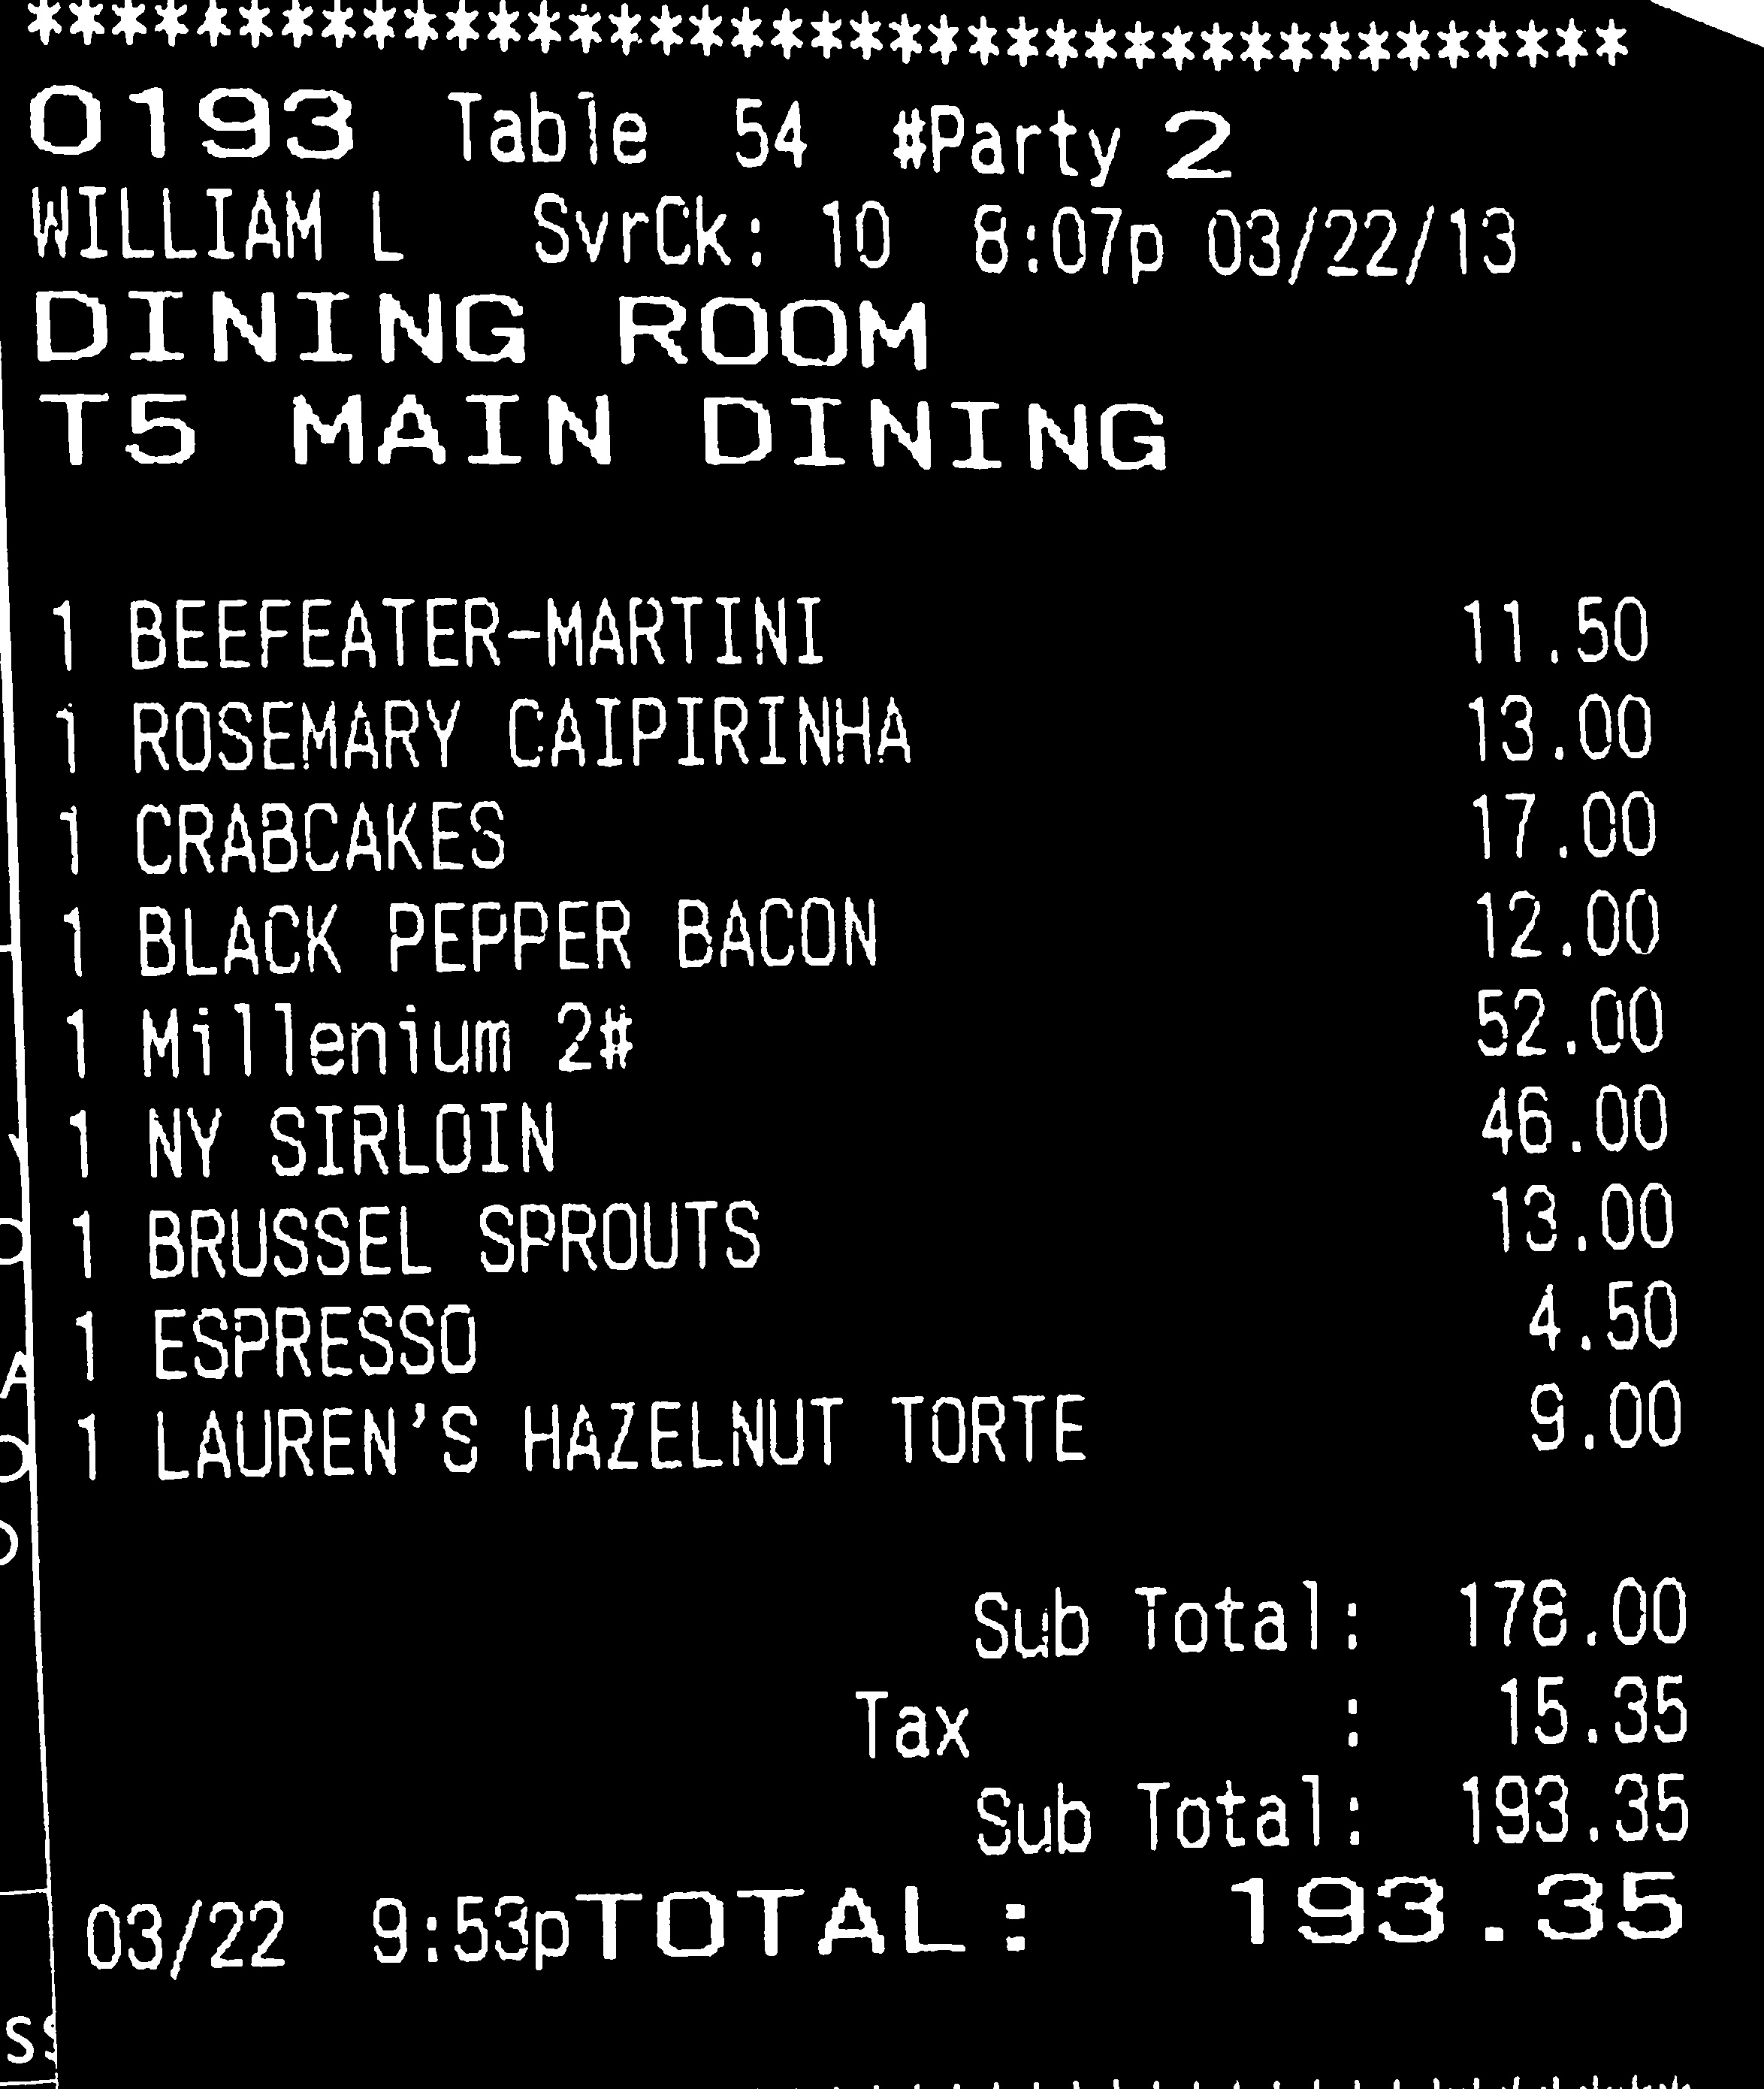 ****************************************
0193 Table 54 #Party 2
WILLIAM L SvrCk: 10 8:07p 03/22/13
DINING ROOM
T5 MAIN DINING
1 BEEFEATER-MARTINI 11.50
1 ROSEMARY CAIPIRINHA 13.00
1 CRABCAKES 17.00
1 BLACK PEPPER BACON 12.00
1 Millenium 2# 52.00
1 NY SIRLOIN 46.00
1 BRUSSEL SPROUTS 13.00
1 ESPRESSO 4.50
1 LAUREN'S HAZELNUT TORTE 9.00
Sub Total: 178.00
Tax : 15.35
Sub Total: 193.35
03/22 9:53pTOTAL: 193.35